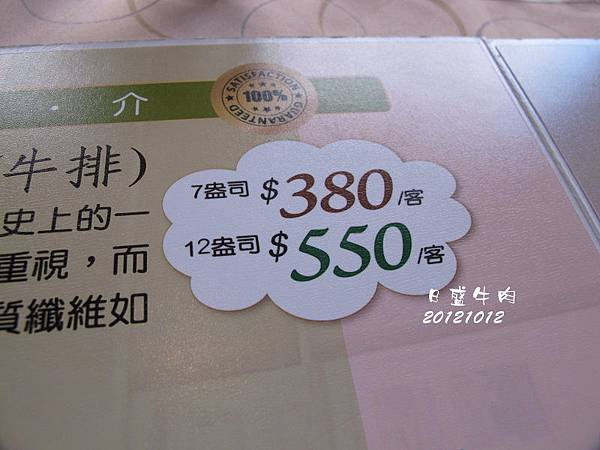 SATISFACTION
100%
GUARANTEED
・介
牛排)
史上的一
重視，而
質纖維如
7盎司 $380/客
12盎司 $550/客
日盛牛肉
20121012